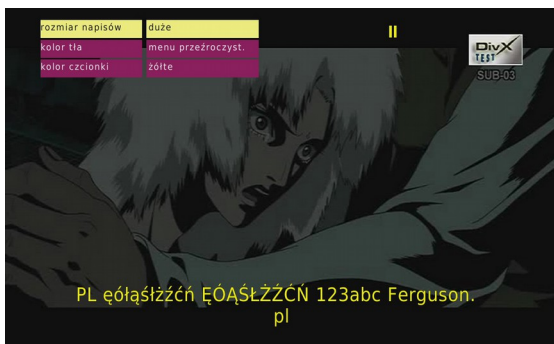 rozmiar napisów duże
kolor tła menu przeźroczyst.
kolor czcionki żółte
DivX
TEST
SUB-03
PL ęółąśłżźćń ĘÓĄŚŁŻŹĆŃ 123abc Ferguson.
pl